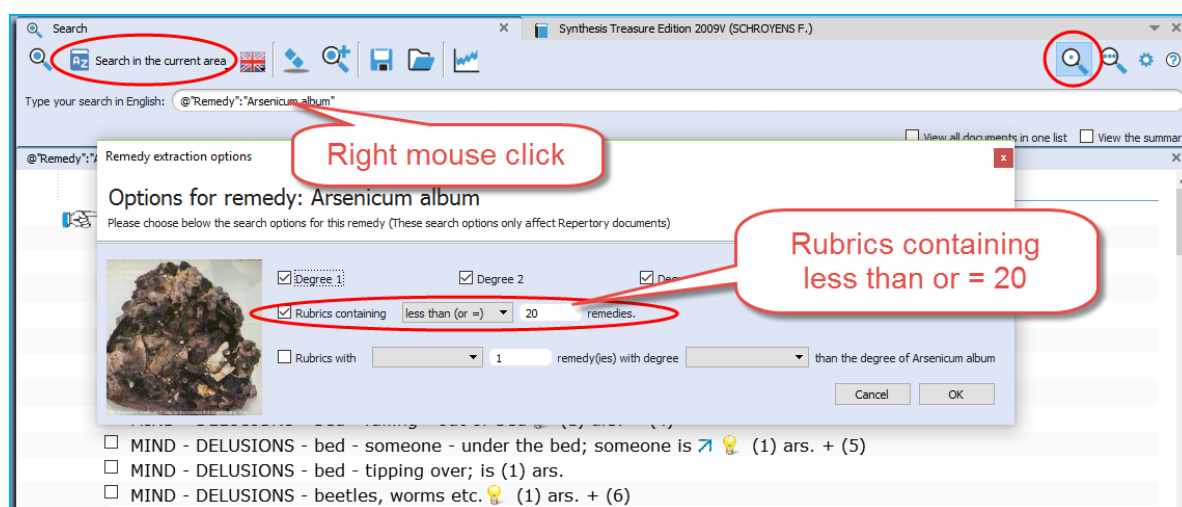 Search
Synthesis Treasure Edition 2009V (SCHROYENS F.)
AZ Search in the current area
Type your search in English: @"Remedy":"Arsenicum album"
View all documents in one list View the summar
@"Remedy":"A
Remedy extraction options
Right mouse click
Options for remedy: Arsenicum album
Please choose below the search options for this remedy (These search options only affect Repertory documents)
Rubrics containing
less than or = 20
Degree 1 Degree 2 Degre
Rubrics containing less than (or =) 20 remedies.
Rubrics with 1 remedy(ies) with degree than the degree of Arsenicum album
Cancel OK
MIND - DELUSIONS - bed - someone - under the bed; someone is (1) ars. + (5)
MIND - DELUSIONS - bed - tipping over; is (1) ars.
MIND - DELUSIONS - beetles, worms etc. (1) ars. + (6)